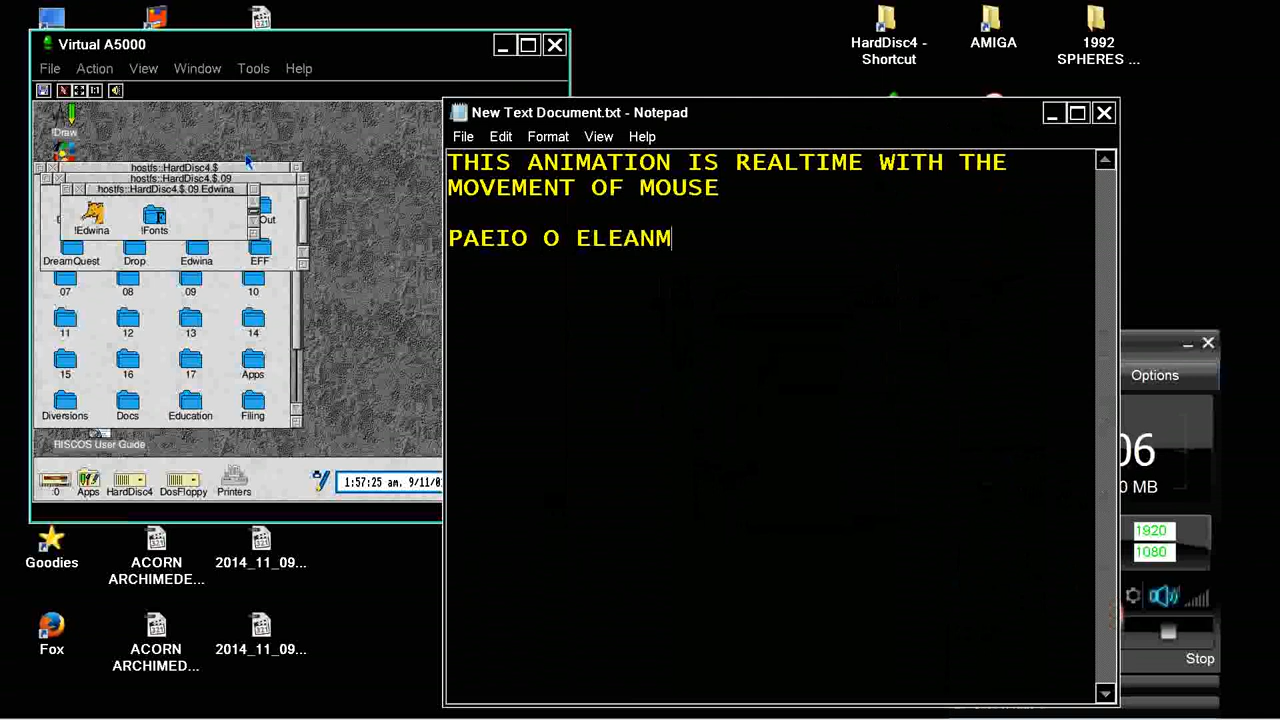 HardDisc4 -
Shortcut
AMIGA
1992
SPHERES ...
Virtual A5000
File Action View Window Tools Help
1:1
!Draw
hostfs::HardDisc4.$
hostfs::HardDisc4.$.09
hostfs::HardDisc4.$.09.Edwina
!Edwina !Fonts
Out
DreamQuest Drop Edwina EFF
07 08 09 10
11 12 13 14
15 16 17 Apps
Diversions Docs Education Filing
RISCOS User Guide
:0 Apps HardDisc4 DosFloppy Printers
1:57:25 am. 9/11/0
New Text Document.txt - Notepad
File Edit Format View Help
THIS ANIMATION IS REALTIME WITH THE
MOVEMENT OF MOUSE
PAEIO O ELEANM
Options
06
0 MB
1920
1080
Stop
Goodies
ACORN
ARCHIMEDE...
2014_11_09...
Fox
ACORN
ARCHIMED...
2014_11_09...